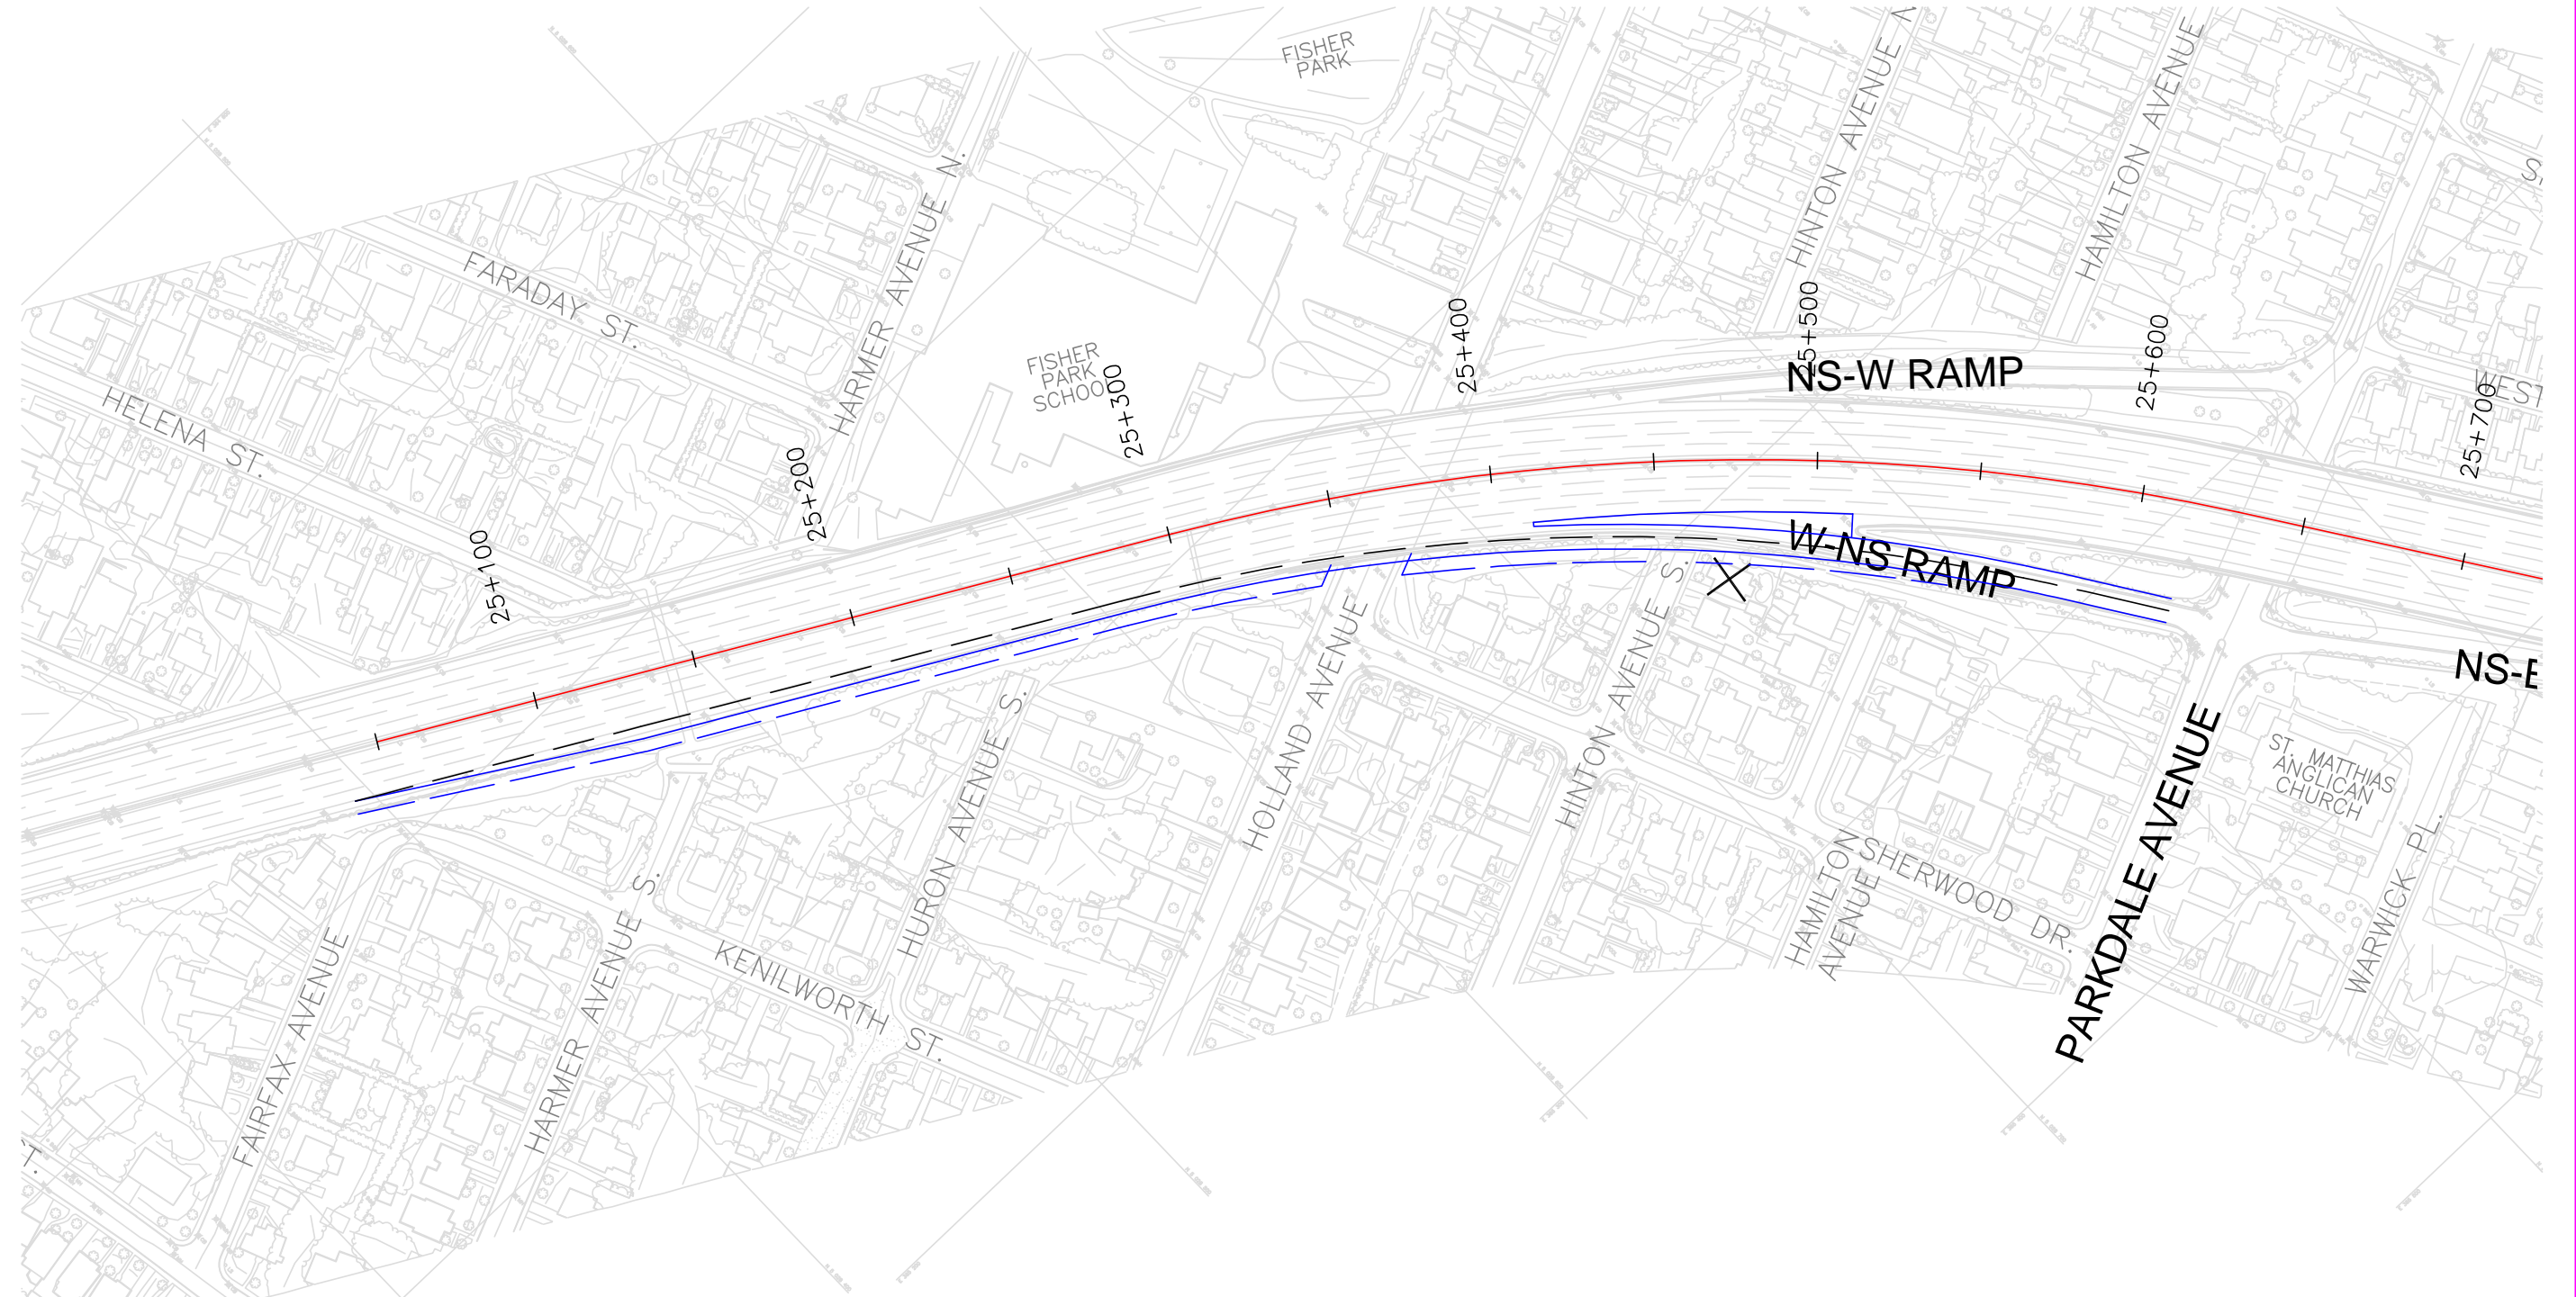 FISHER
PARK
HINTON AVENUE N
HAMILTON AVENUE
HARMER AVENUE N.
FARADAY ST.
HELENA ST.
FISHER
PARK
SCHOOL
25+100
25+200
25+300
25+400
25+500
25+600
25+700
NS-W RAMP
WEST
W-NS RAMP
NS-E
HOLLAND AVENUE
HINTON AVENUE S.
HURON AVENUE S.
HARMER AVENUE S.
FAIRFAX AVENUE
KENILWORTH ST.
HAMILTON
AVENUE
SHERWOOD DR.
PARKDALE AVENUE
ST. MATTHIAS
ANGLICAN
CHURCH
WARWICK PL.
T.